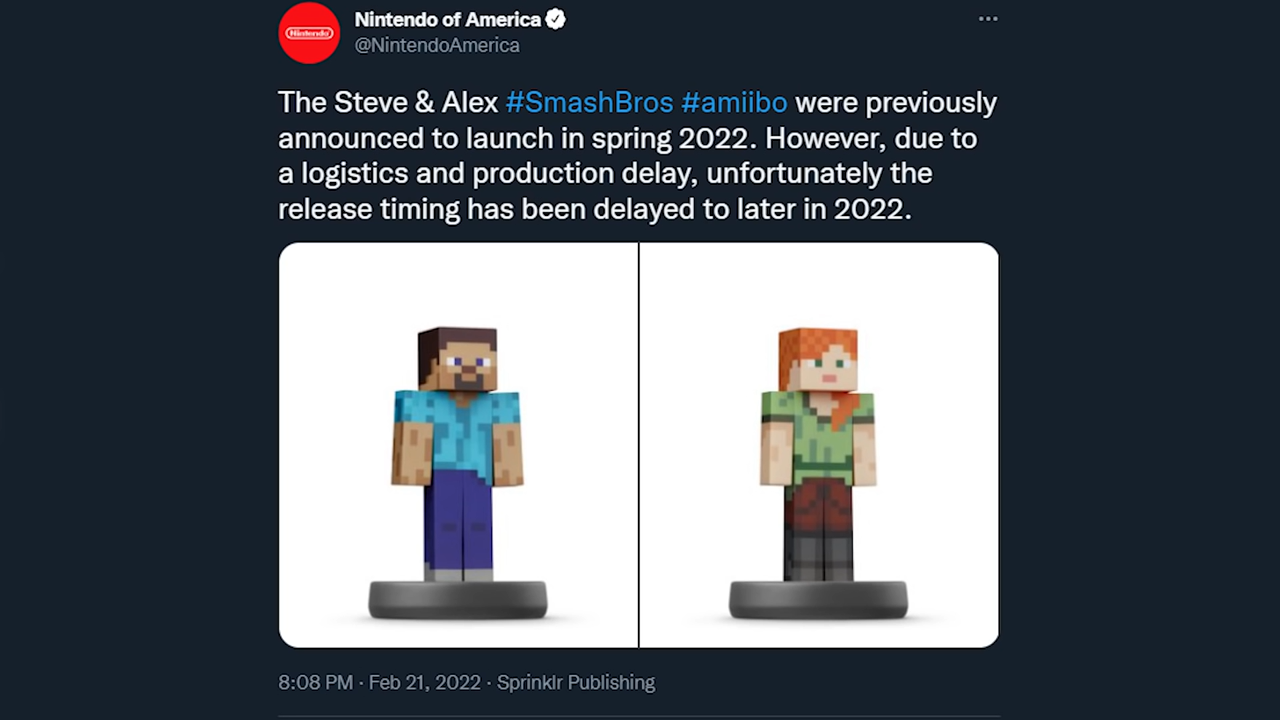 Nintendo of America
@NintendoAmerica
Nintendo
The Steve & Alex #SmashBros #amiibo were previously
announced to launch in spring 2022. However, due to
a logistics and production delay, unfortunately the
release timing has been delayed to later in 2022.
8:08 PM · Feb 21, 2022 · Sprinklr Publishing